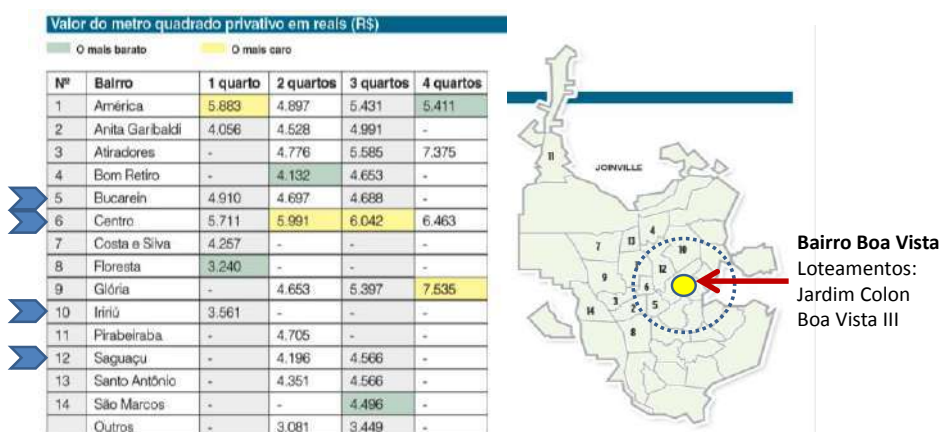 Valor do metro quadrado privativo em reais (R$)
O mais barato O mais caro
Nº Bairro 1 quarto 2 quartos 3 quartos 4 quartos
1 América 5.883 4.897 5.431 5.411
2 Anita Garibaldi 4.056 4.528 4.991 -
3 Atiradores - 4.776 5.585 7.375
4 Bom Retiro - 4.132 4.653 -
5 Bucarein 4.910 4.697 4.688 -
6 Centro 5.711 5.991 6.042 6.463
7 Costa e Silva 4.257 - - -
8 Floresta 3.240 - - -
9 Glória - 4.653 5.397 7.535
10 Iririú 3.561 - - -
11 Pirabeiraba - 4.705 - -
12 Saguaçu - 4.196 4.566 -
13 Santo Antônio - 4.351 4.566 -
14 São Marcos - - 4.496 -
Outros - 3.081 3.449 -
11
JOINVILLE
4
7 13 10
12
9
6
3 2 5
14
8
Bairro Boa Vista
Loteamentos:
Jardim Colon
Boa Vista III